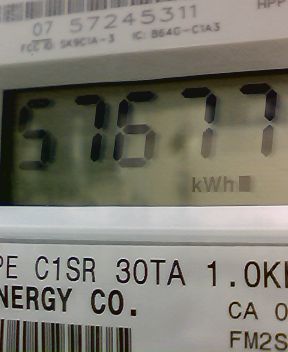 HPP
07 57245311
FCC ID SK9C1A-3 IC: 864G-C1A3
57677
kWh
PE C1SR 30TA 1.0K
NERGY CO.
CA 0
FM2S